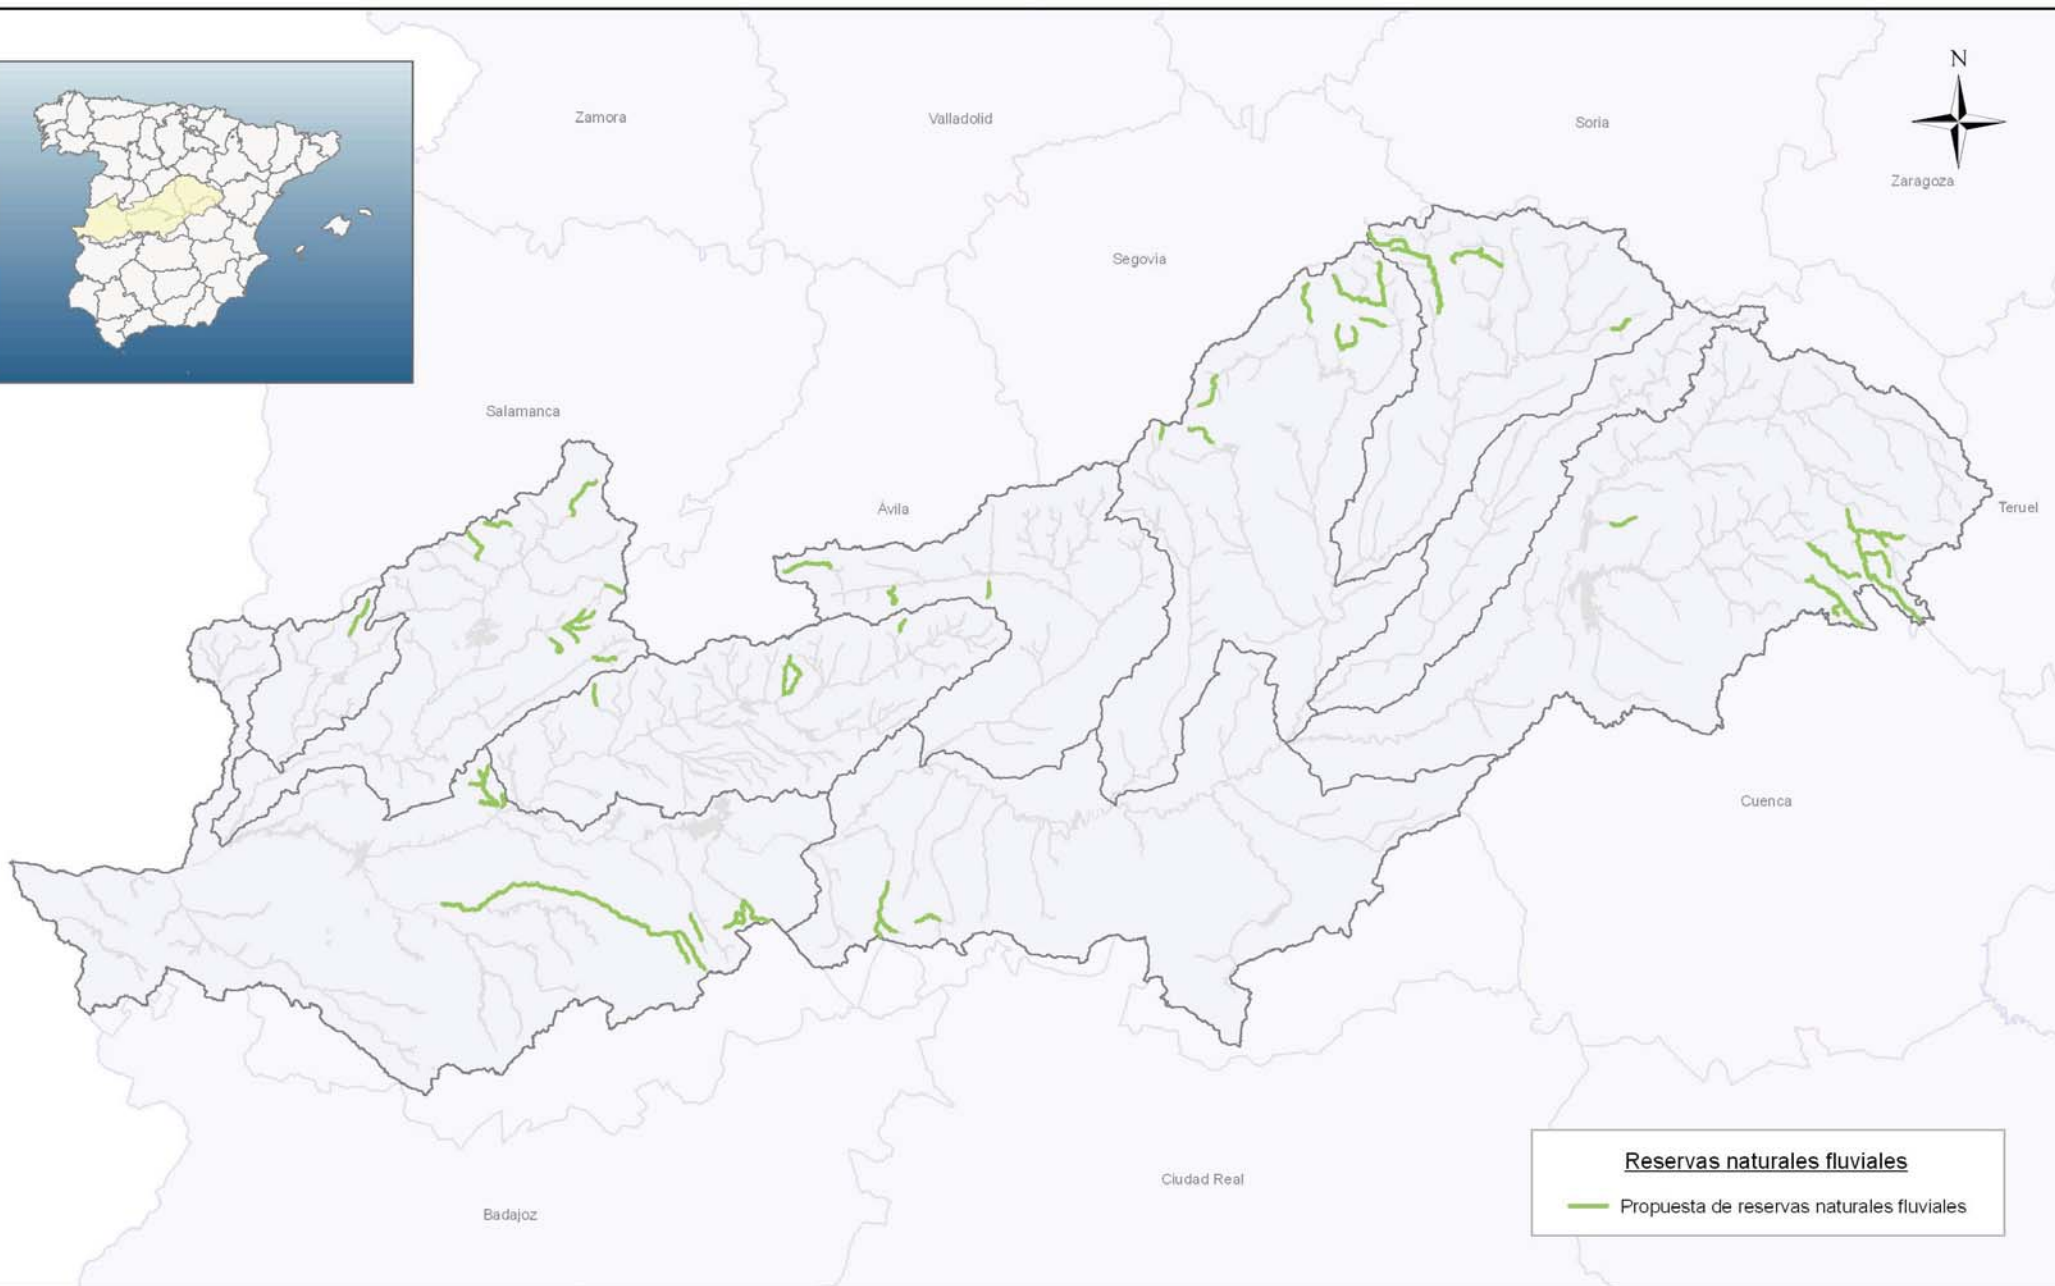 N
Zamora
Valladolid
Soria
Zaragoza
Segovia
Salamanca
Ávila
Teruel
Cuenca
Ciudad Real
Badajoz
Reservas naturales fluviales
Propuesta de reservas naturales fluviales